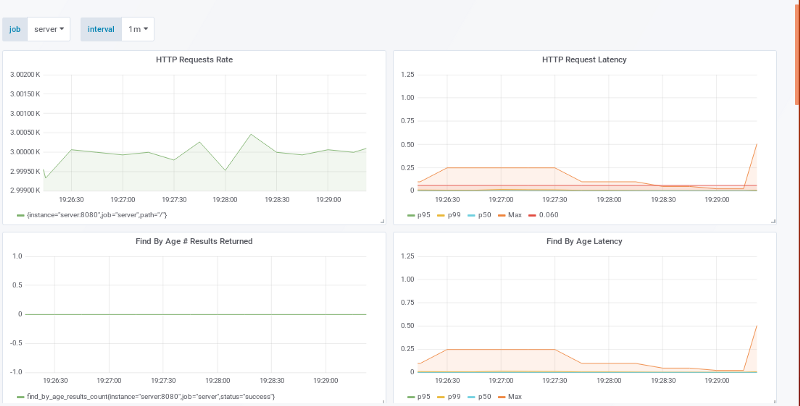 job server interval 1m
HTTP Requests Rate
3.00200 K
3.00150 K
3.00100 K
3.00050 K
3.00000 K
2.99950 K
2.99900 K
19:26:30 19:27:00 19:27:30 19:28:00 19:28:30 19:29:00
{instance="server:8080",job="server",path="/"}
HTTP Request Latency
1.25
1.00
0.75
0.50
0.25
0
19:26:30 19:27:00 19:27:30 19:28:00 19:28:30 19:29:00
p95 p99 p50 Max 0.060
Find By Age # Results Returned
1.0
0.5
0
-0.5
-1.0
19:26:30 19:27:00 19:27:30 19:28:00 19:28:30 19:29:00
find_by_age_results_count{instance="server:8080",job="server",status="success"}
Find By Age Latency
1.25
1.00
0.75
0.50
0.25
0
19:26:30 19:27:00 19:27:30 19:28:00 19:28:30 19:29:00
p95 p99 p50 Max